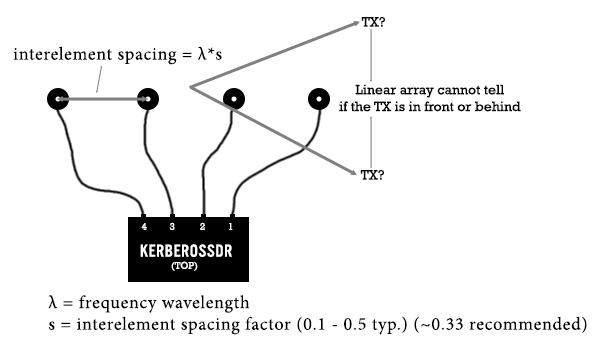 TX?
interelement spacing = λ*s
Linear array cannot tell
if the TX is in front or behind
TX?
4 3 2 1
KERBEROSSDR
(TOP)
λ = frequency wavelength
s = interelement spacing factor (0.1 - 0.5 typ.) (~0.33 recommended)